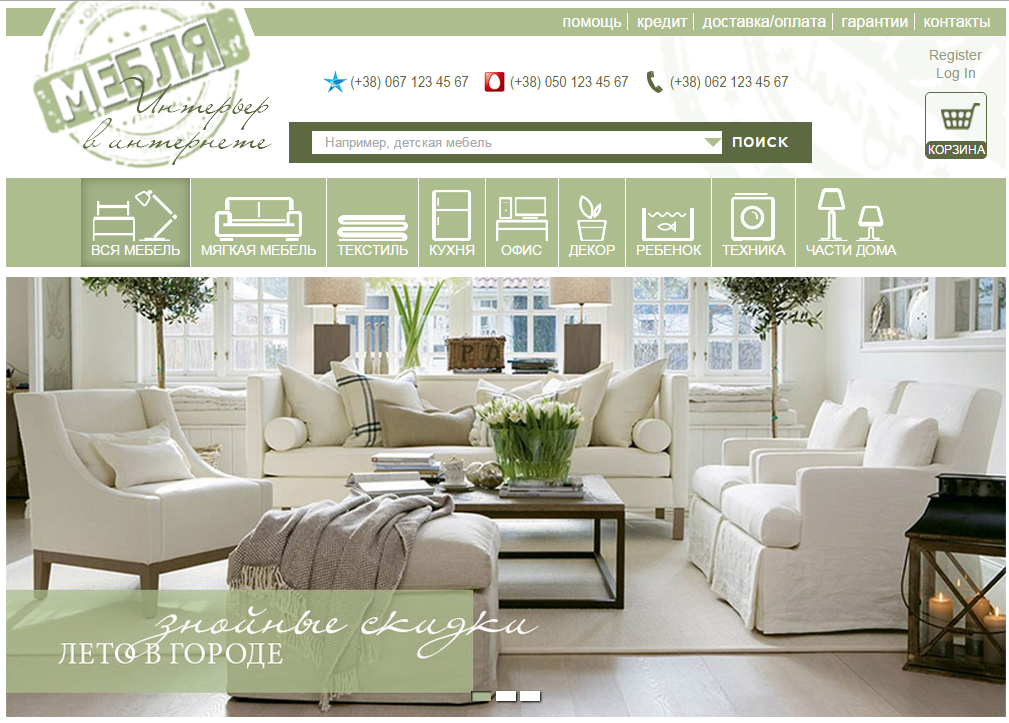 помощь кредит доставка/оплата гарантии контакты
МЕБЛЯ
Интерьер
в интернете
(+38) 067 123 45 67 (+38) 050 123 45 67 (+38) 062 123 45 67
Register
Log In
Например, детская мебель ПОИСК
КОРЗИНА
ВСЯ МЕБЕЛЬ МЯГКАЯ МЕБЕЛЬ ТЕКСТИЛЬ КУХНЯ ОФИС ДЕКОР РЕБЕНОК ТЕХНИКА ЧАСТИ ДОМА
P D
знойные скидки
ЛЕТО В ГОРОДЕ